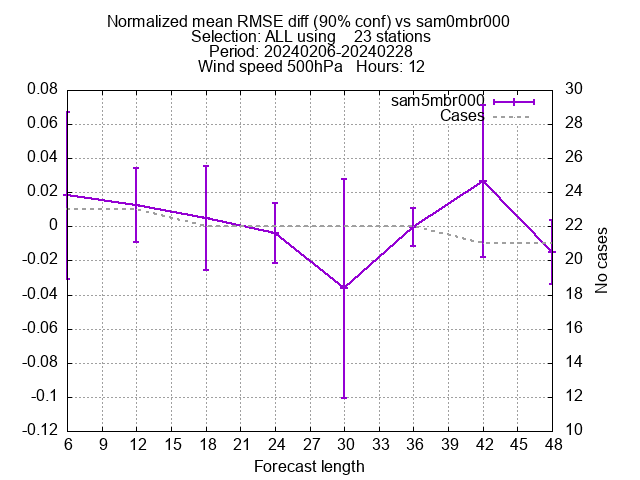 Normalized mean RMSE diff (90% conf) vs sam0mbr000
Selection: ALL using    23 stations
Period: 20240206-20240228
Wind speed 500hPa   Hours: 12
sam5mbr000
Cases
0.08
0.06
0.04
0.02
0
-0.02
-0.04
-0.06
-0.08
-0.1
-0.12
30
28
26
24
22
20
18
16
14
12
10
No cases
6 9 12 15 18 21 24 27 30 33 36 39 42 45 48
Forecast length